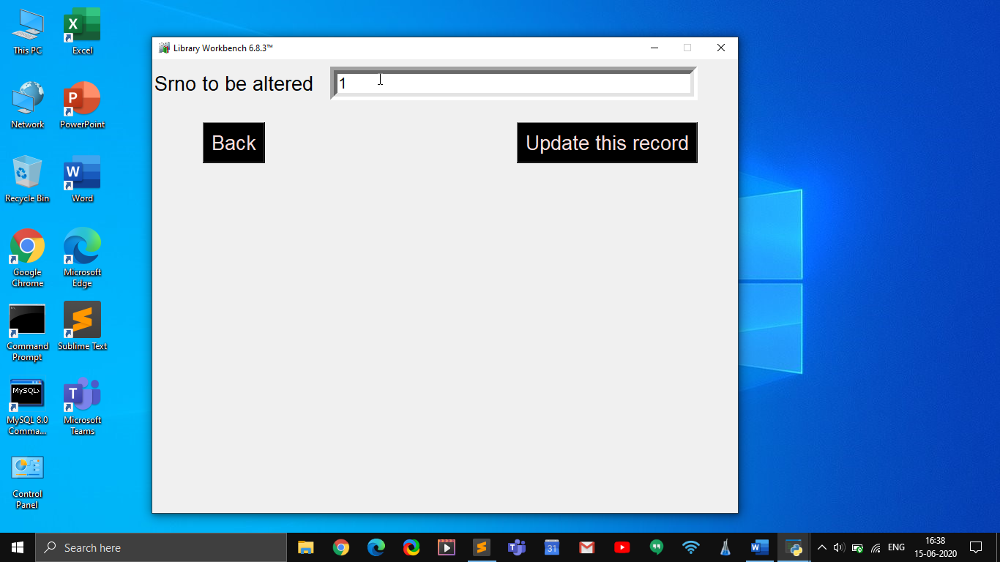 This PC
Excel
Network
PowerPoint
Recycle Bin
Word
Google
Chrome
Microsoft
Edge
Command
Prompt
Sublime Text
MySQL>
MySQL 8.0
Comma...
Microsoft
Teams
Control
Panel
Library Workbench 6.8.3™
Srno to be altered
1
Back
Update this record
Search here
31
ENG
16:38
15-06-2020